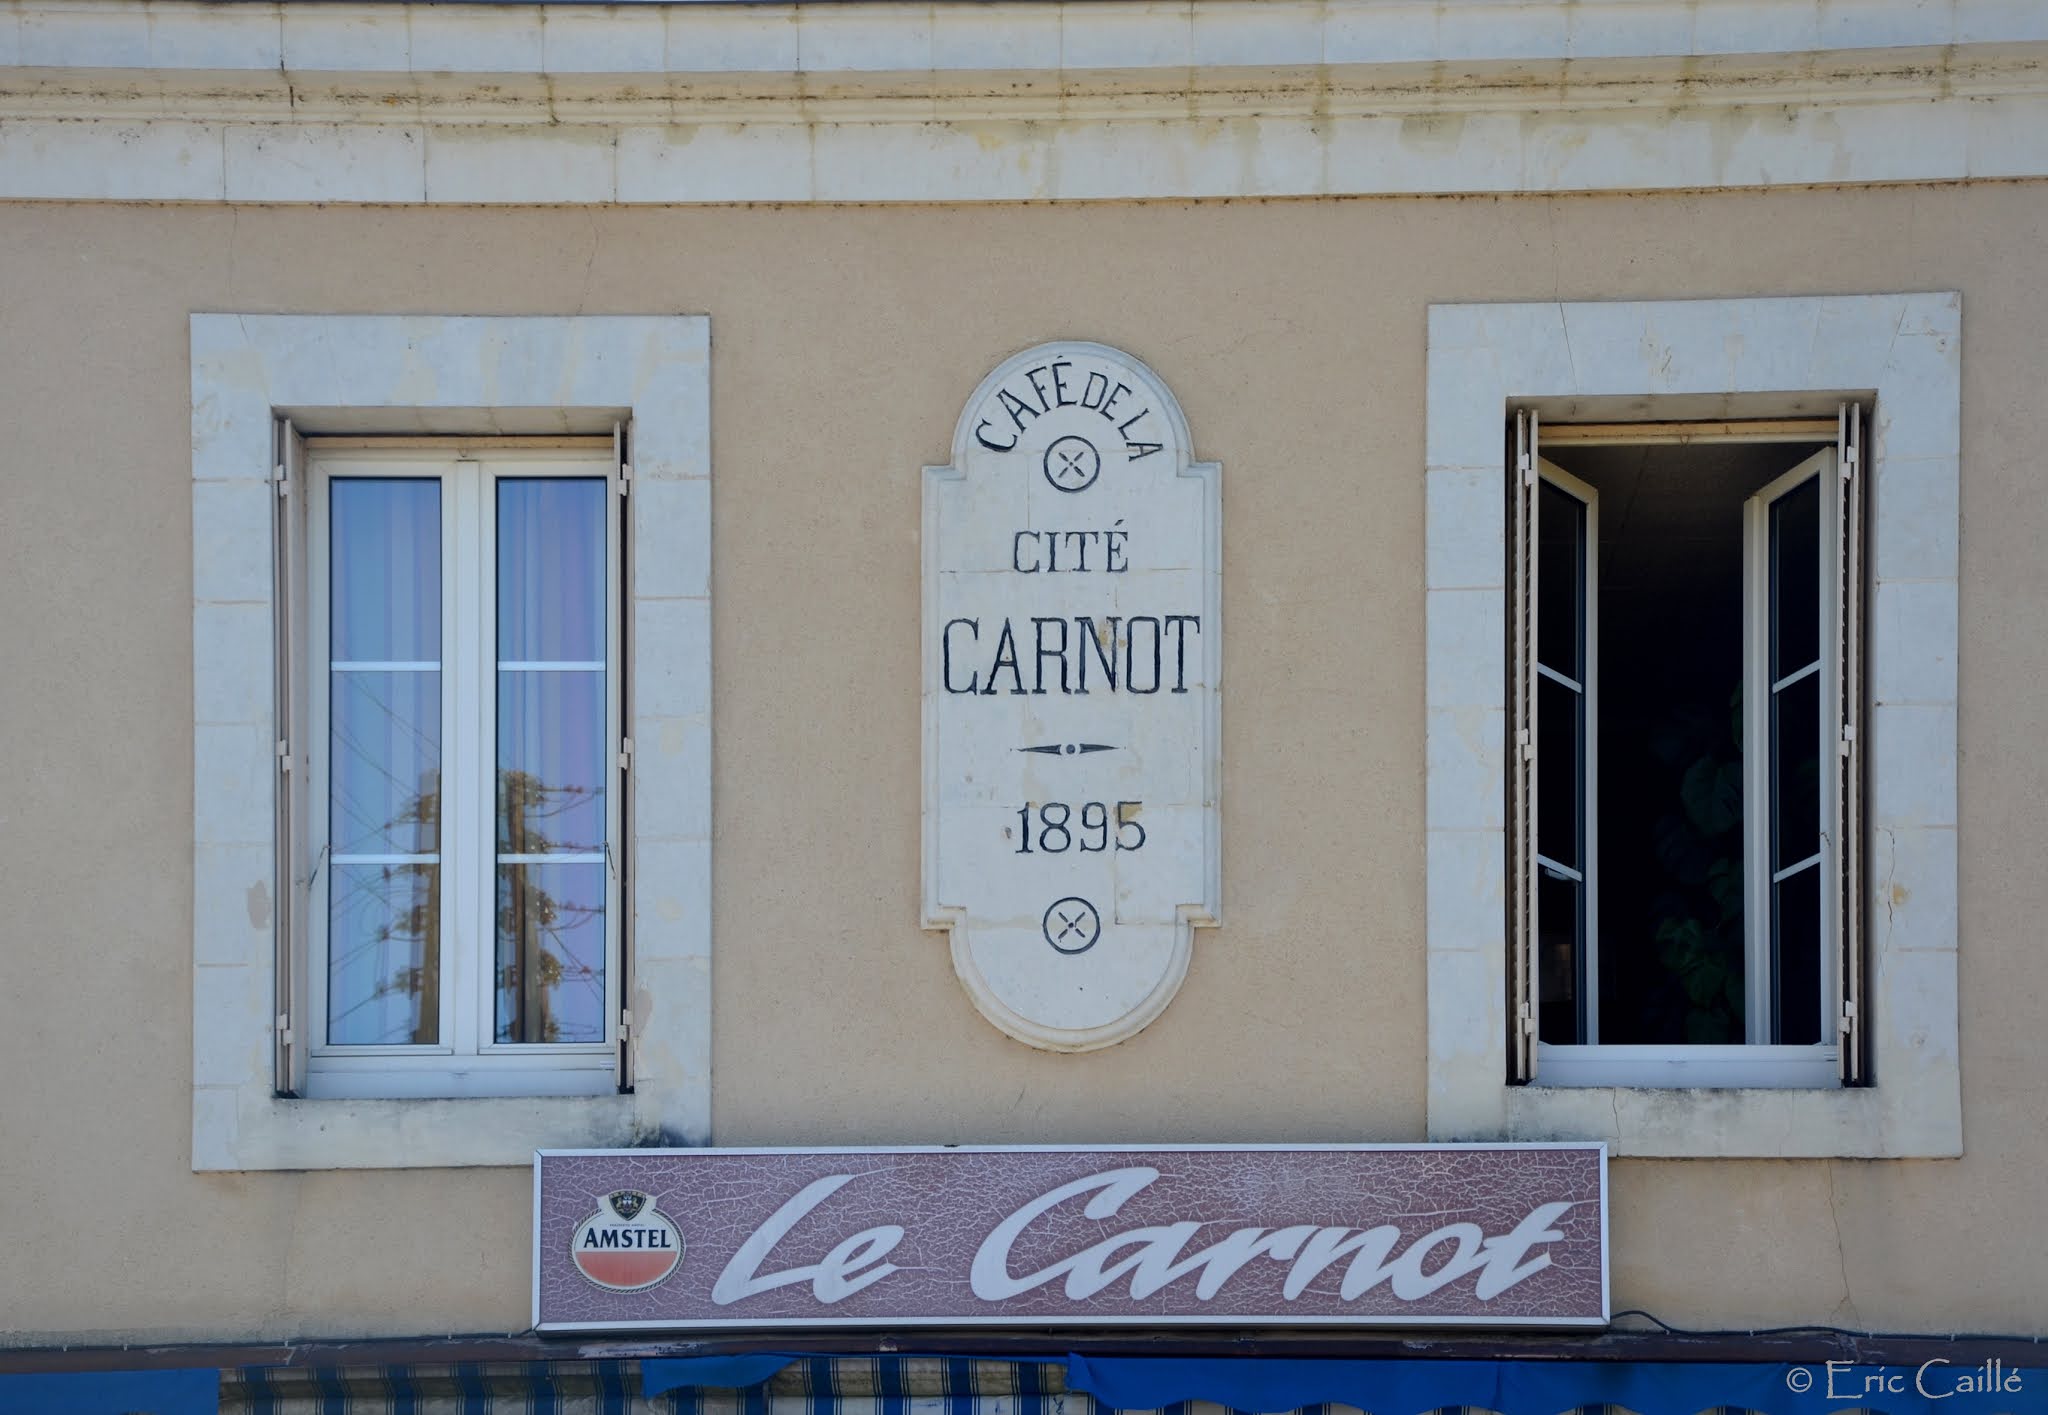 CAFÉ DE LA
CITÉ
CARNOT
1895
AMSTEL
Le Carnot
© Eric Caillé